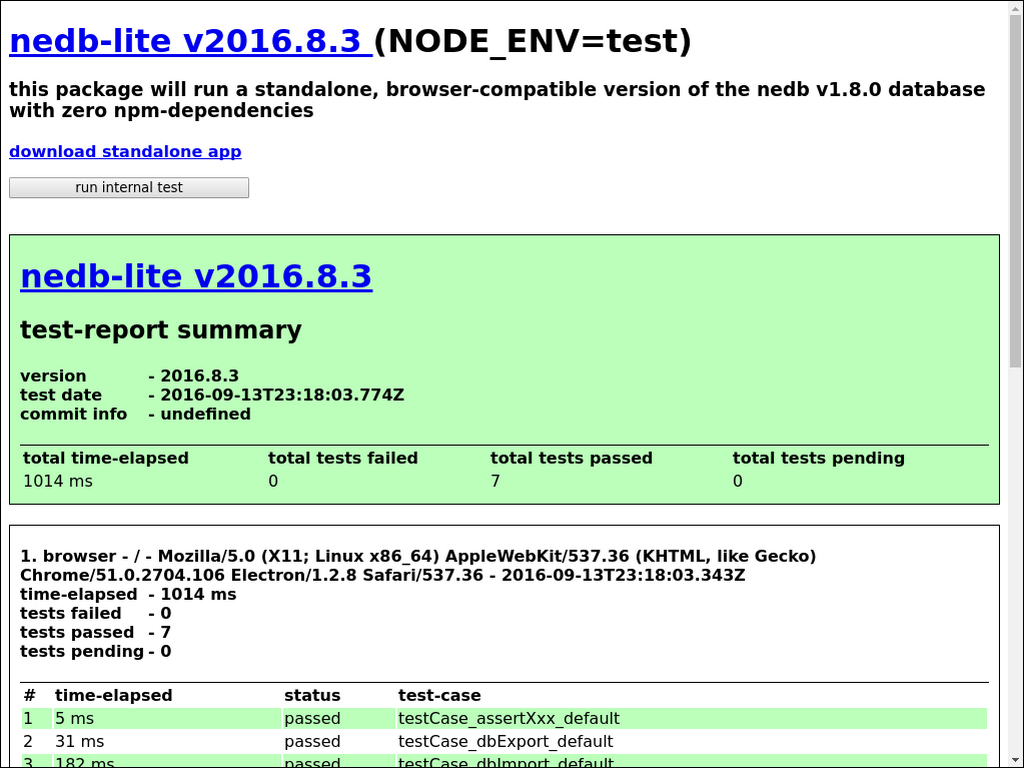 nedb-lite v2016.8.3 (NODE_ENV=test)
this package will run a standalone, browser-compatible version of the nedb v1.8.0 database
with zero npm-dependencies
download standalone app
run internal test
nedb-lite v2016.8.3
test-report summary
version - 2016.8.3
test date - 2016-09-13T23:18:03.774Z
commit info - undefined
total time-elapsed total tests failed total tests passed total tests pending
1014 ms 0 7 0
1. browser - / - Mozilla/5.0 (X11; Linux x86_64) AppleWebKit/537.36 (KHTML, like Gecko)
Chrome/51.0.2704.106 Electron/1.2.8 Safari/537.36 - 2016-09-13T23:18:03.343Z
time-elapsed - 1014 ms
tests failed - 0
tests passed - 7
tests pending - 0
# time-elapsed status test-case
1 5 ms passed testCase_assertXxx_default
2 31 ms passed testCase_dbExport_default
3 182 ms passed testCase_dbImport_default